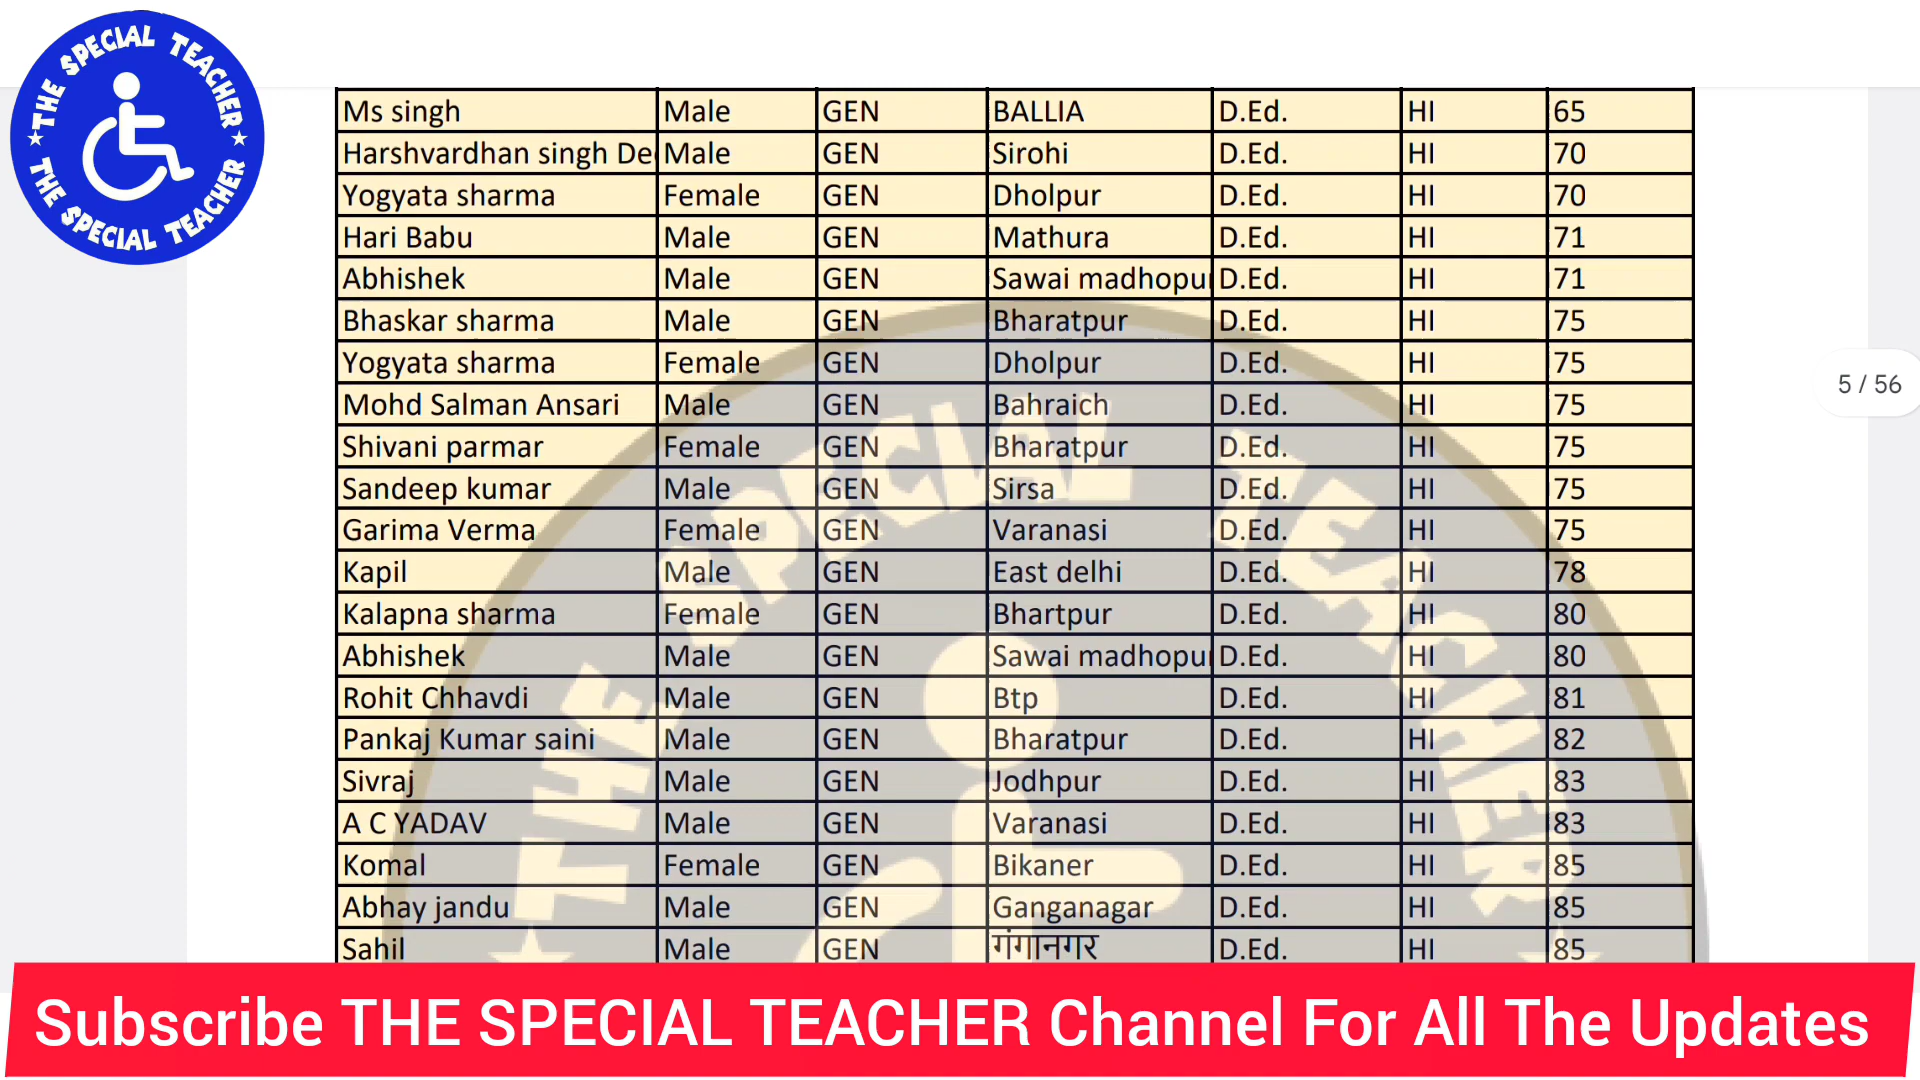 THE SPECIAL TEACHER
THE SPECIAL TEACHER
Ms singh Male GEN BALLIA D.Ed. HI 65
Harshvardhan singh De Male GEN Sirohi D.Ed. HI 70
Yogyata sharma Female GEN Dholpur D.Ed. HI 70
Hari Babu Male GEN Mathura D.Ed. HI 71
Abhishek Male GEN Sawai madhopu D.Ed. HI 71
Bhaskar sharma Male GEN Bharatpur D.Ed. HI 75
Yogyata sharma Female GEN Dholpur D.Ed. HI 75
5 / 56
Mohd Salman Ansari Male GEN Bahraich D.Ed. HI 75
Shivani parmar Female GEN Bharatpur D.Ed. HI 75
Sandeep kumar Male GEN Sirsa D.Ed. HI 75
Garima Verma Female GEN Varanasi D.Ed. HI 75
Kapil Male GEN East delhi D.Ed. HI 78
Kalapna sharma Female GEN Bhartpur D.Ed. HI 80
Abhishek Male GEN Sawai madhopu D.Ed. HI 80
Rohit Chhavdi Male GEN Btp D.Ed. HI 81
Pankaj Kumar saini Male GEN Bharatpur D.Ed. HI 82
Sivraj Male GEN Jodhpur D.Ed. HI 83
A C YADAV Male GEN Varanasi D.Ed. HI 83
Komal Female GEN Bikaner D.Ed. HI 85
Abhay jandu Male GEN Ganganagar D.Ed. HI 85
Sahil Male GEN गंगानगर D.Ed. HI 85
THE SPECIAL TEACHER
Subscribe THE SPECIAL TEACHER Channel For All The Updates